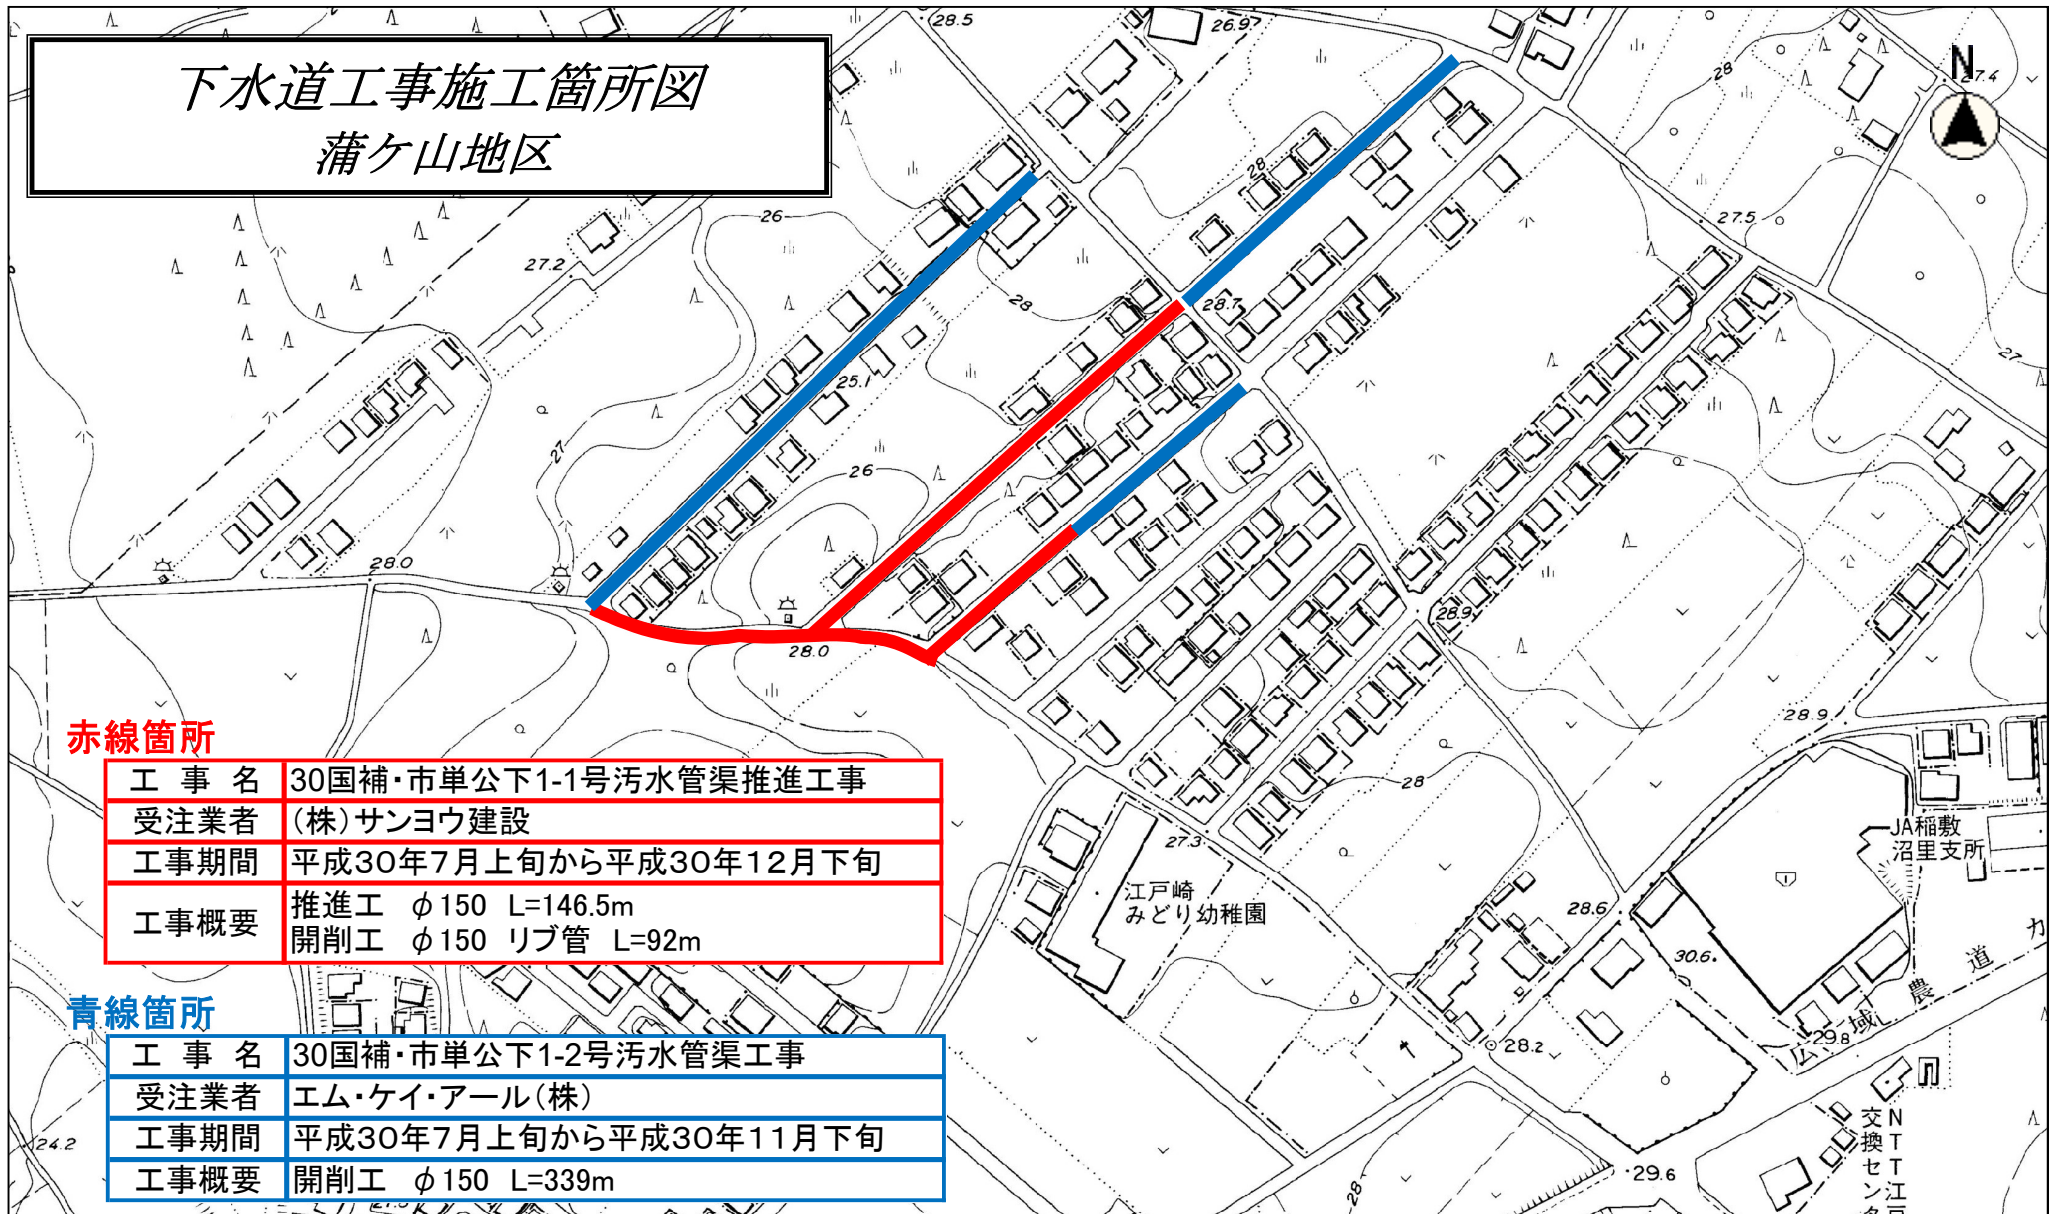 下水道工事施工箇所図
蒲ケ山地区
N
28.5
26.9
27.4
28
28
26
27.5
27.2
28
28.7
27
25.1
27
26
28.0
28.9
28.0
28.9
赤線箇所
工 事 名 30国補・市単公下1-1号汚水管渠推進工事
受注業者 (株)サンヨウ建設
工事期間 平成30年7月上旬から平成30年12月下旬
工事概要 推進工 φ150 L=146.5m
開削工 φ150 リブ管 L=92m
28
27.3
JA稲敷
沼里支所
江戸崎
みどり幼稚園
28.6
30.6
広域農道
カ
29.8
28.2
青線箇所
工 事 名 30国補・市単公下1-2号汚水管渠工事
受注業者 エム・ケイ・アール(株)
工事期間 平成30年7月上旬から平成30年11月下旬
工事概要 開削工 φ150 L=339m
24.2
29.6
28
NTT江
交換セン